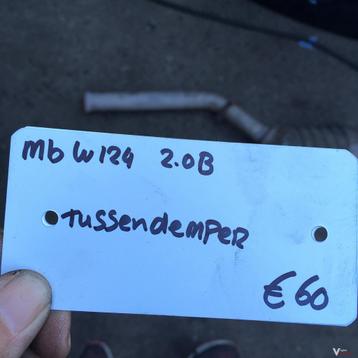 Mb W124 2.0B
tussendemper
€60